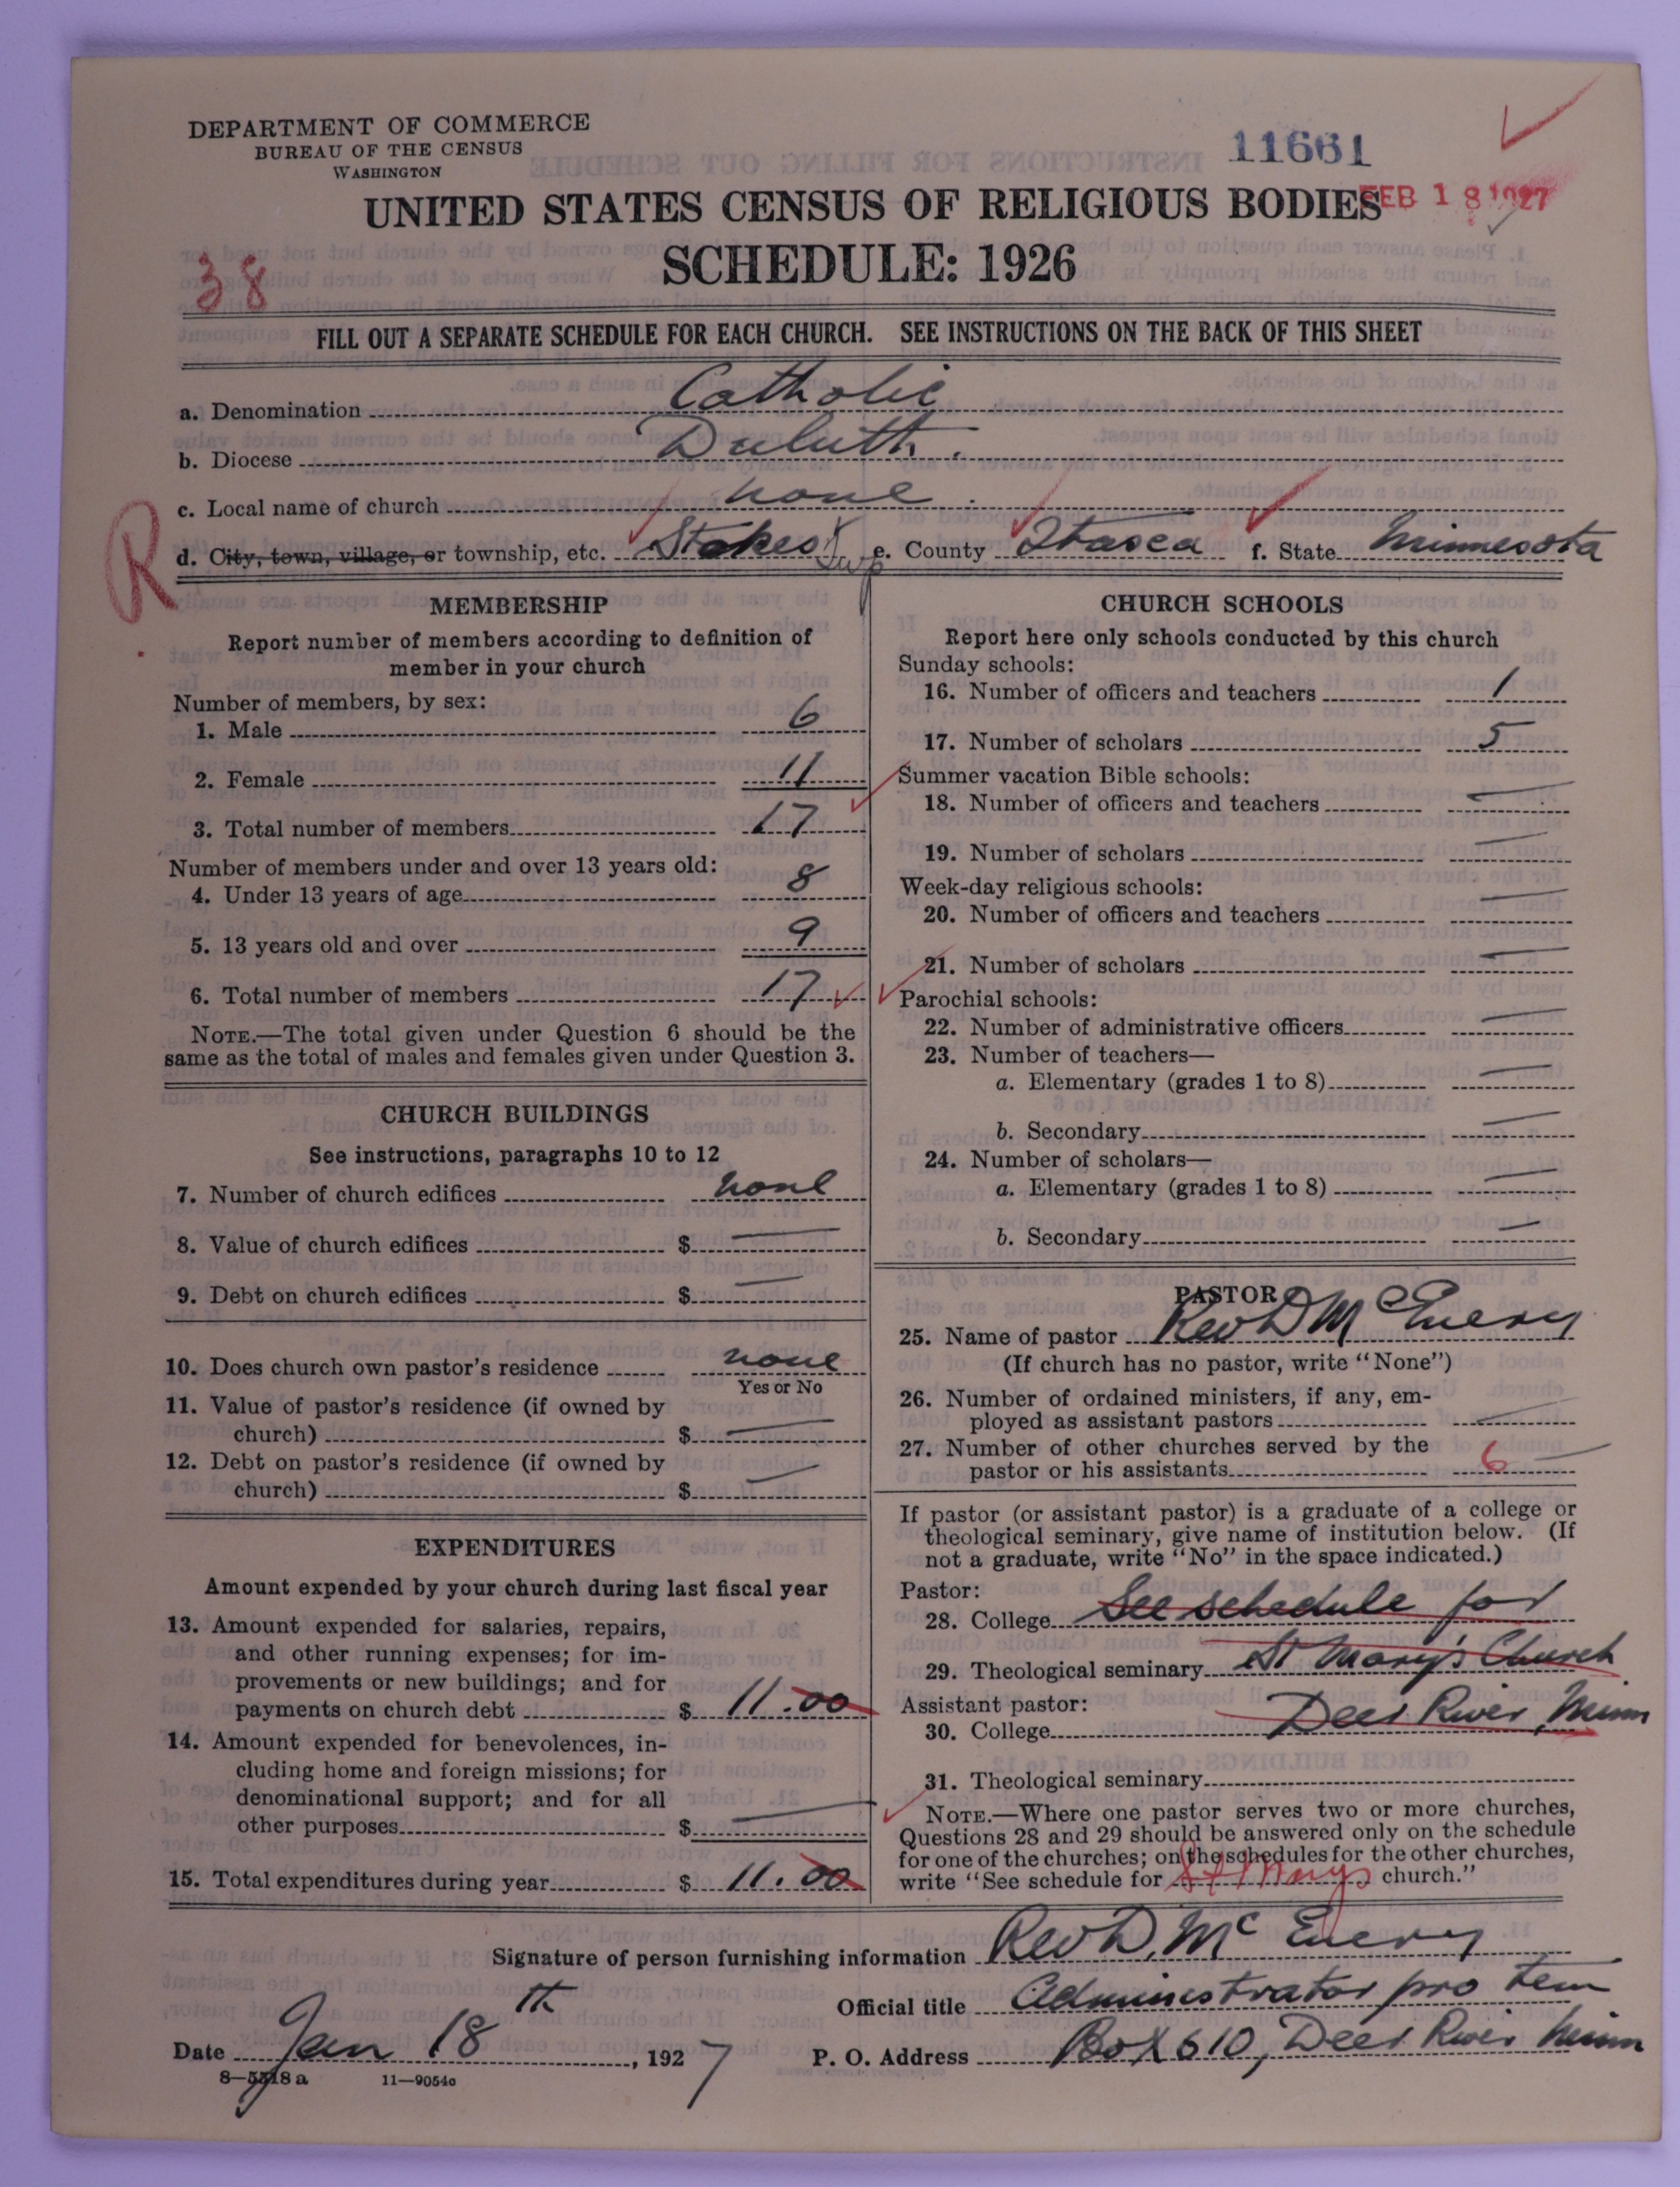 DEPARTMENT OF COMMERCE
BUREAU OF THE CENSUS
WASHINGTON
11661
UNITED STATES CENSUS OF RELIGIOUS BODIES
FEB 18 1927
SCHEDULE: 1926
38
FILL OUT A SEPARATE SCHEDULE FOR EACH CHURCH. SEE INSTRUCTIONS ON THE BACK OF THIS SHEET
a. Denomination Catholic
b. Diocese Duluth.
c. Local name of church none.
R
d. City, town, village, or township, etc. Stokes Twp e. County Itasca f. State Minnesota
MEMBERSHIP
Report number of members according to definition of
member in your church
Number of members, by sex:
1. Male 6
2. Female 11
3. Total number of members 17
Number of members under and over 13 years old:
4. Under 13 years of age 8
5. 13 years old and over 9
6. Total number of members 17
NOTE.—The total given under Question 6 should be the
same as the total of males and females given under Question 3.
CHURCH BUILDINGS
See instructions, paragraphs 10 to 12
7. Number of church edifices none
8. Value of church edifices $ —
9. Debt on church edifices $ —
10. Does church own pastor's residence none
Yes or No
11. Value of pastor's residence (if owned by
church) $ —
12. Debt on pastor's residence (if owned by
church) $ —
EXPENDITURES
Amount expended by your church during last fiscal year
13. Amount expended for salaries, repairs,
and other running expenses; for im-
provements or new buildings; and for
payments on church debt $ 11.00
14. Amount expended for benevolences, in-
cluding home and foreign missions; for
denominational support; and for all
other purposes $ —
15. Total expenditures during year $ 11.00
CHURCH SCHOOLS
Report here only schools conducted by this church
Sunday schools:
16. Number of officers and teachers 1
17. Number of scholars 5
Summer vacation Bible schools:
18. Number of officers and teachers —
19. Number of scholars —
Week-day religious schools:
20. Number of officers and teachers —
21. Number of scholars —
Parochial schools:
22. Number of administrative officers —
23. Number of teachers—
a. Elementary (grades 1 to 8) —
b. Secondary —
24. Number of scholars—
a. Elementary (grades 1 to 8) —
b. Secondary —
PASTOR
25. Name of pastor Rev D McEnery
(If church has no pastor, write "None")
26. Number of ordained ministers, if any, em-
ployed as assistant pastors —
27. Number of other churches served by the
pastor or his assistants 6 —
If pastor (or assistant pastor) is a graduate of a college or
theological seminary, give name of institution below. (If
not a graduate, write "No" in the space indicated.)
Pastor:
28. College See schedule for
29. Theological seminary St Mary's Church
Assistant pastor:
30. College Deer River, Minn
31. Theological seminary
NOTE.—Where one pastor serves two or more churches,
Questions 28 and 29 should be answered only on the schedule
for one of the churches; on the schedules for the other churches,
write "See schedule for St Marys church."
Signature of person furnishing information Rev D. McEnery
Official title Administrator pro tem
Date Jan 18th, 1927 P. O. Address Box 610, Deer River Minn
8—5518 a 11—9054c